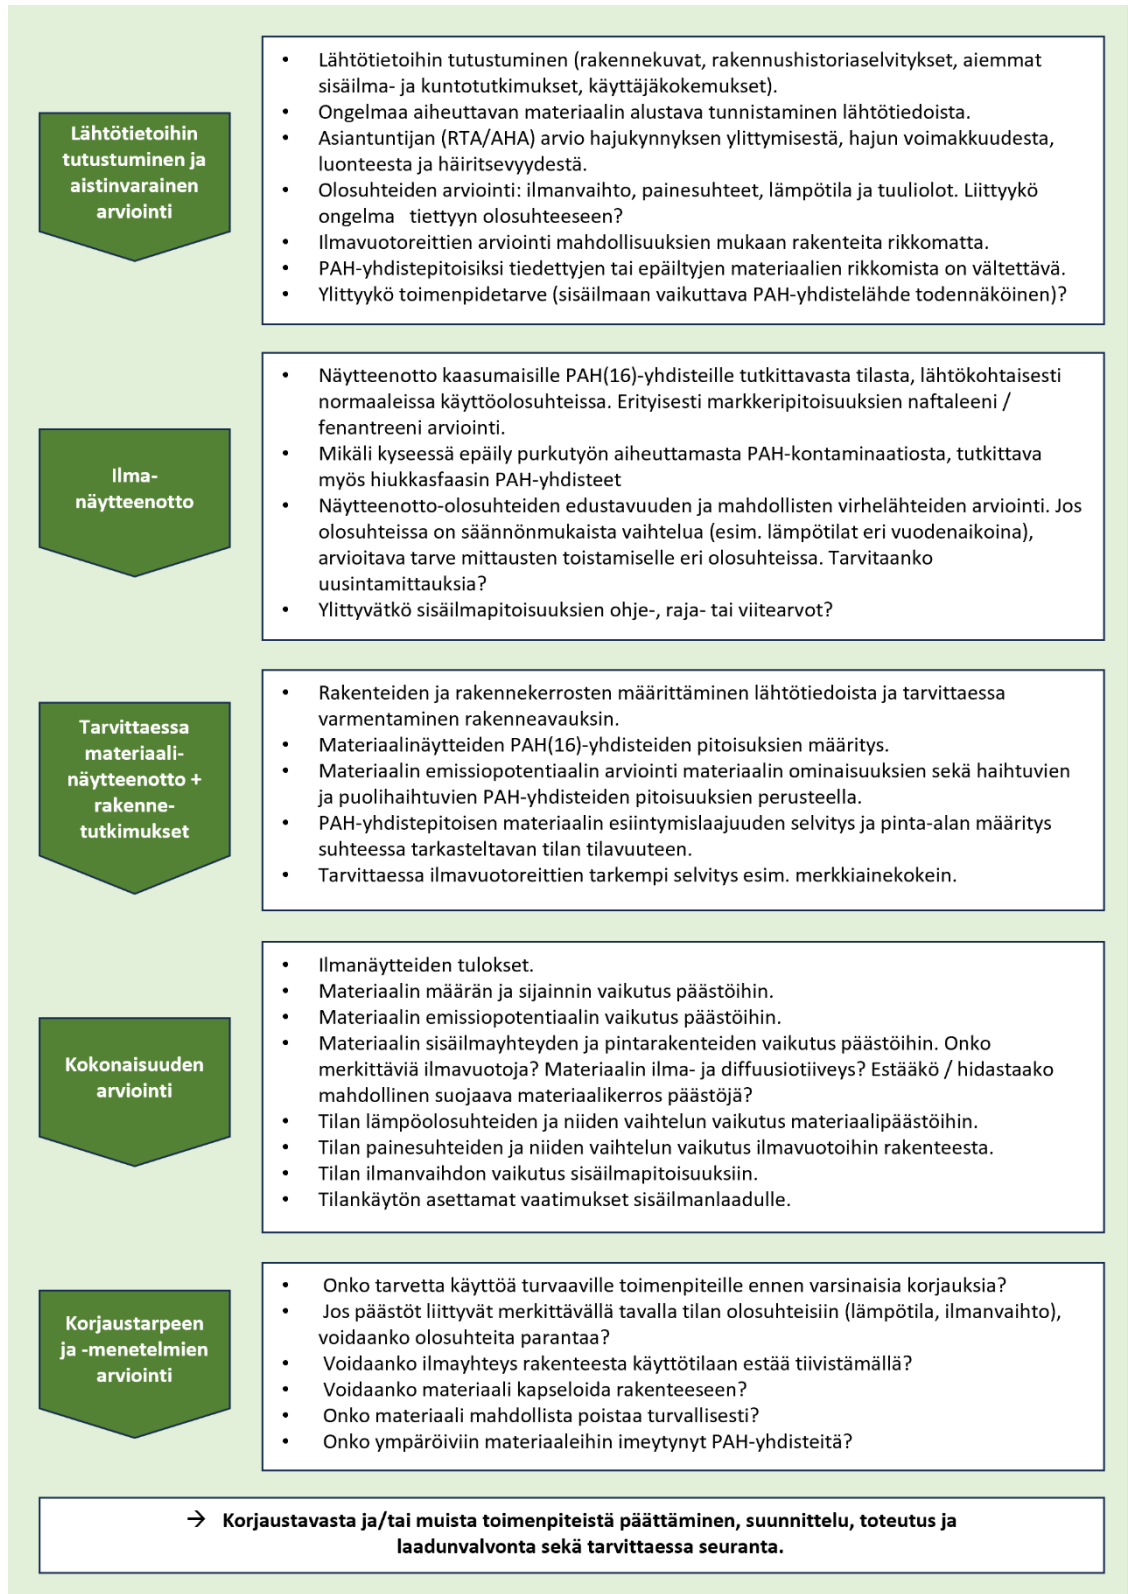 Lähtötietoihin
tutustuminen ja
aistinvarainen
arviointi
• Lähtötietoihin tutustuminen (rakennekuvat, rakennushistoriaselvitykset, aiemmat
sisäilma- ja kuntotutkimukset, käyttäjäkokemukset).
• Ongelmaa aiheuttavan materiaalin alustava tunnistaminen lähtötiedoista.
• Asiantuntijan (RTA/AHA) arvio hajukynnyksen ylittymisestä, hajun voimakkuudesta,
luonteesta ja häiritsevyydestä.
• Olosuhteiden arviointi: ilmanvaihto, painesuhteet, lämpötila ja tuuliolot. Liittyykö
ongelma tiettyyn olosuhteeseen?
• Ilmavuotoreittien arviointi mahdollisuuksien mukaan rakenteita rikkomatta.
• PAH-yhdistepitoisiksi tiedettyjen tai epäiltyjen materiaalien rikkomista on vältettävä.
• Ylittyykö toimenpidetarve (sisäilmaan vaikuttava PAH-yhdistelähde todennäköinen)?
Ilma-
näytteenotto
• Näytteenotto kaasumaisille PAH(16)-yhdisteille tutkittavasta tilasta, lähtökohtaisesti
normaaleissa käyttöolosuhteissa. Erityisesti markkeripitoisuuksien naftaleeni /
fenantreeni arviointi.
• Mikäli kyseessä epäily purkutyön aiheuttamasta PAH-kontaminaatiosta, tutkittava
myös hiukkasfaasin PAH-yhdisteet
• Näytteenotto-olosuhteiden edustavuuden ja mahdollisten virhelähteiden arviointi. Jos
olosuhteissa on säännönmukaista vaihtelua (esim. lämpötilat eri vuodenaikoina),
arvioitava tarve mittausten toistamiselle eri olosuhteissa. Tarvitaanko
uusintamittauksia?
• Ylittyvätkö sisäilmapitoisuuksien ohje-, raja- tai viitearvot?
Tarvittaessa
materiaali-
näytteenotto +
rakenne-
tutkimukset
• Rakenteiden ja rakennekerrosten määrittäminen lähtötiedoista ja tarvittaessa
varmentaminen rakenneavauksin.
• Materiaalinäytteiden PAH(16)-yhdisteiden pitoisuksien määritys.
• Materiaalin emissiopotentiaalin arviointi materiaalin ominaisuuksien sekä haihtuvien
ja puolihaihtuvien PAH-yhdisteiden pitoisuuksien perusteella.
• PAH-yhdistepitoisen materiaalin esiintymislaajuuden selvitys ja pinta-alan määritys
suhteessa tarkasteltavan tilan tilavuuteen.
• Tarvittaessa ilmavuotoreittien tarkempi selvitys esim. merkkiainekokein.
Kokonaisuuden
arviointi
• Ilmanäytteiden tulokset.
• Materiaalin määrän ja sijainnin vaikutus päästöihin.
• Materiaalin emissiopotentiaalin vaikutus päästöihin.
• Materiaalin sisäilmayhteyden ja pintarakenteiden vaikutus päästöihin. Onko
merkittäviä ilmavuotoja? Materiaalin ilma- ja diffuusiotiiveys? Estääkö / hidastaako
mahdollinen suojaava materiaalikerros päästöjä?
• Tilan lämpöolosuhteiden ja niiden vaihtelun vaikutus materiaalipäästöihin.
• Tilan painesuhteiden ja niiden vaihtelun vaikutus ilmavuotoihin rakenteesta.
• Tilan ilmanvaihdon vaikutus sisäilmapitoisuuksiin.
• Tilankäytön asettamat vaatimukset sisäilmanlaadulle.
Korjaustarpeen
ja -menetelmien
arviointi
• Onko tarvetta käyttöä turvaaville toimenpiteille ennen varsinaisia korjauksia?
• Jos päästöt liittyvät merkittävällä tavalla tilan olosuhteisiin (lämpötila, ilmanvaihto),
voidaanko olosuhteita parantaa?
• Voidaanko ilmayhteys rakenteesta käyttötilaan estää tiivistämällä?
• Voidaanko materiaali kapseloida rakenteeseen?
• Onko materiaali mahdollista poistaa turvallisesti?
• Onko ympäröiviin materiaaleihin imeytynyt PAH-yhdisteitä?
→ Korjaustavasta ja/tai muista toimenpiteistä päättäminen, suunnittelu, toteutus ja
laadunvalvonta sekä tarvittaessa seuranta.